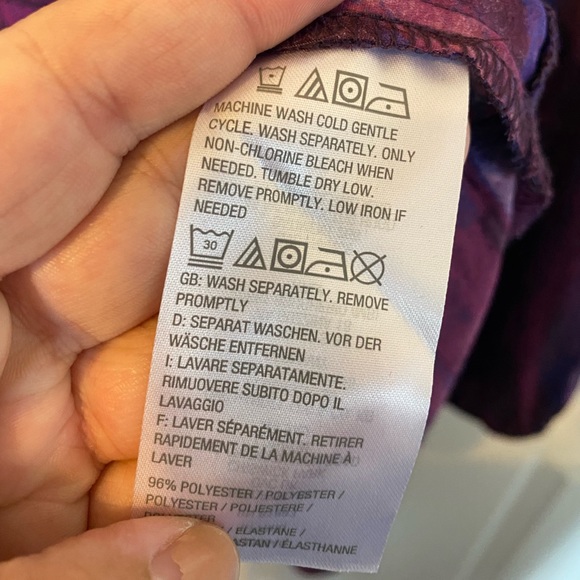 MACHINE WASH COLD GENTLE
CYCLE. WASH SEPARATELY. ONLY
NON-CHLORINE BLEACH WHEN
NEEDED. TUMBLE DRY LOW.
REMOVE PROMPTLY. LOW IRON IF
NEEDED
30
GB: WASH SEPARATELY. REMOVE
PROMPTLY
D: SEPARAT WASCHEN. VOR DER
WÄSCHE ENTFERNEN
I: LAVARE SEPARATAMENTE.
RIMUOVERE SUBITO DOPO IL
LAVAGGIO
F: LAVER SÉPARÉMENT. RETIRER
RAPIDEMENT DE LA MACHINE À
LAVER
96% POLYESTER / POLYESTER /
POLYESTER / POLIESTERE /
ELASTANE /
/ ÉLASTHANNE